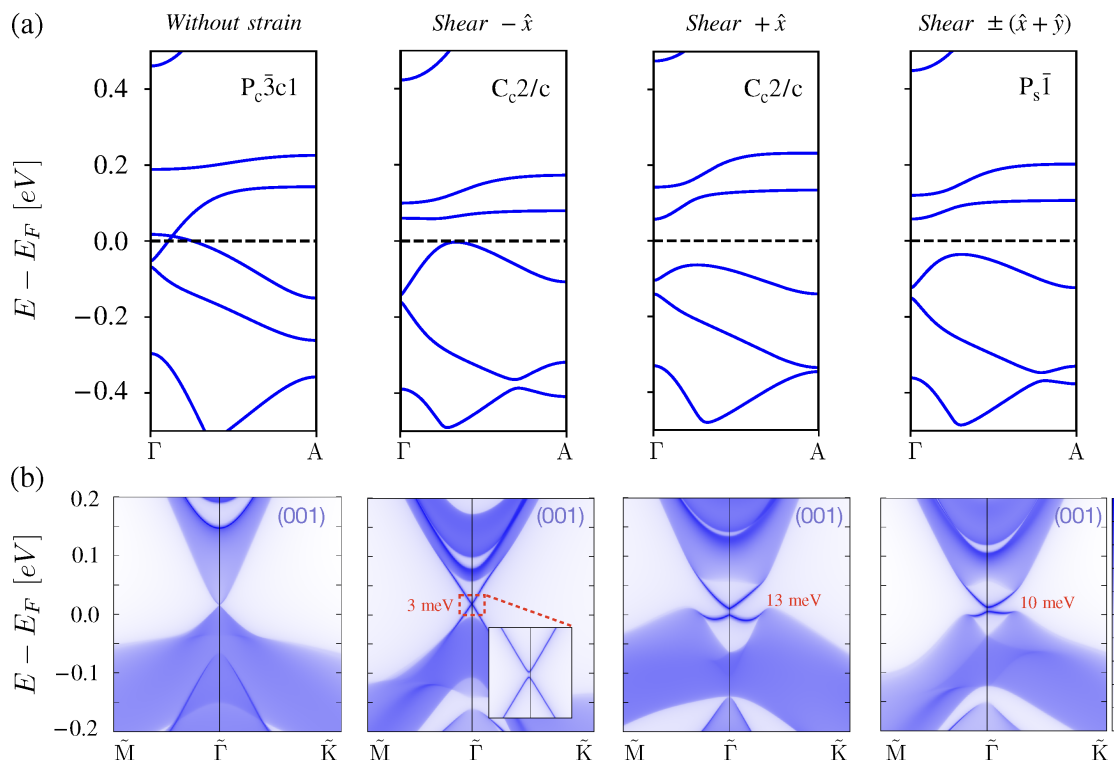 (a)
Without strain
Shear − x̂
Shear + x̂
Shear ± (x̂ + ŷ)
E − E_F [eV]
0.4
0.2
0.0
−0.2
−0.4
P_c3̄c1
C_c2/c
C_c2/c
P_s1̄
Γ A
Γ A
Γ A
Γ A
(b)
E − E_F [eV]
0.2
0.1
0.0
−0.1
−0.2
(001)
(001)
(001)
(001)
3 meV
13 meV
10 meV
M̃ Γ̃ K̃
M̃ Γ̃ K̃
M̃ Γ̃ K̃
M̃ Γ̃ K̃